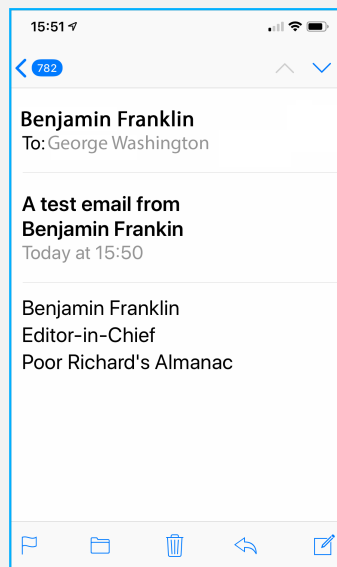 15:51
782
Benjamin Franklin
To: George Washington
A test email from
Benjamin Frankin
Today at 15:50
Benjamin Franklin
Editor-in-Chief
Poor Richard's Almanac